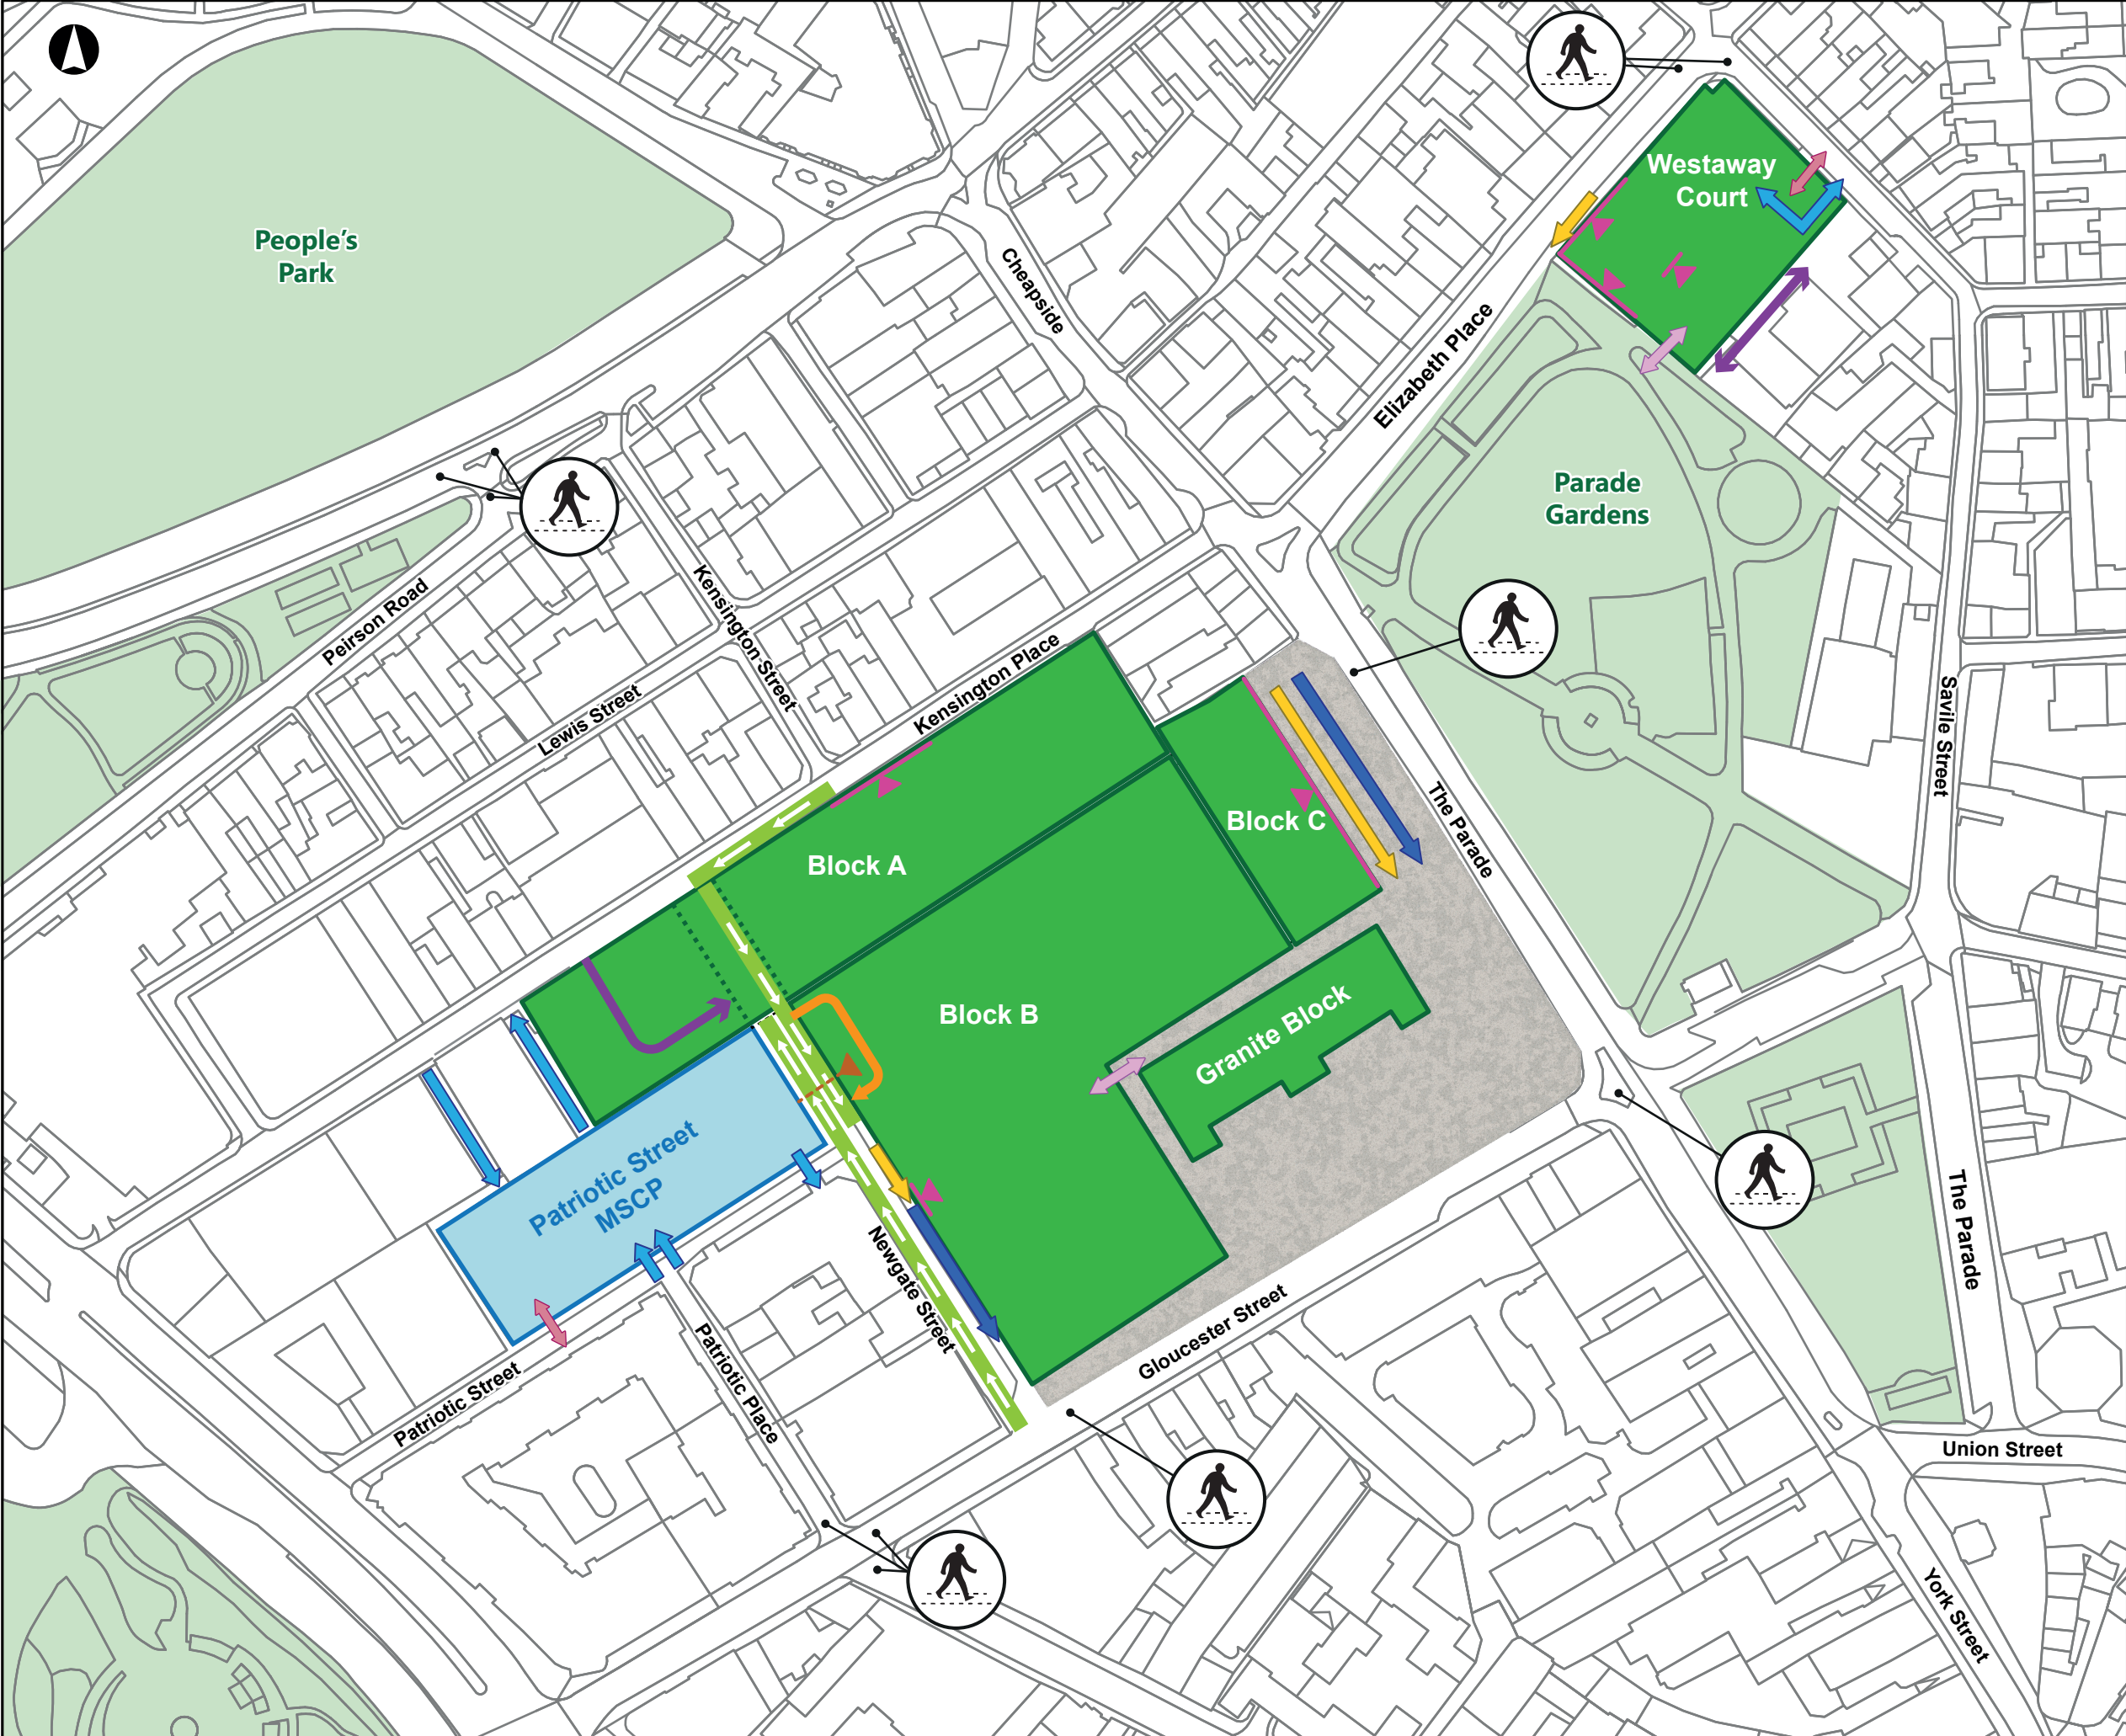 Westaway
Court
People's
Park
Cheapside
Elizabeth Place
Parade
Gardens
Peirson Road
Kensington Street
Lewis Street
Kensington Place
Savile Street
The Parade
Block C
Block A
Block B
Granite Block
Patriotic Street
MSCP
Newgate Street
The Parade
Gloucester Street
Patriotic Street
Patriotic Place
Union Street
York Street